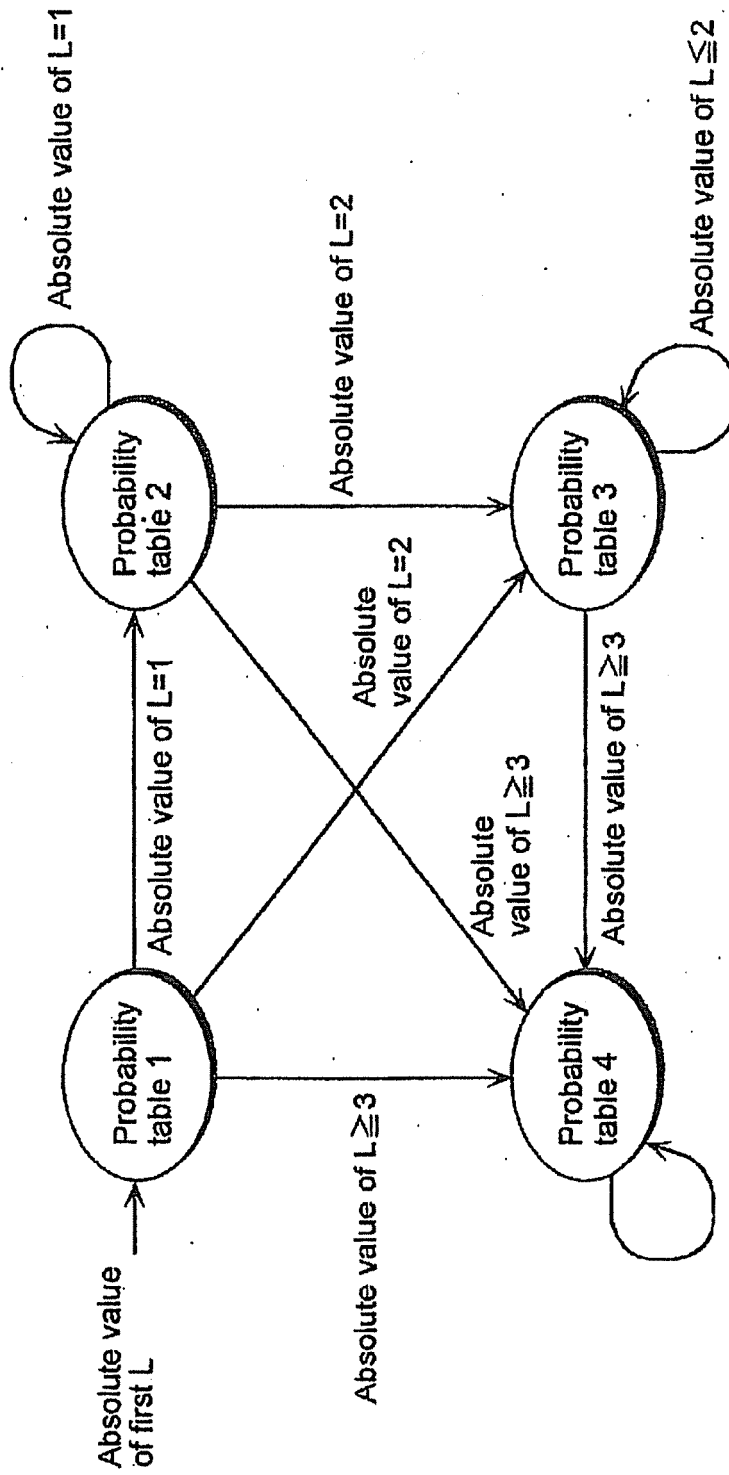 Absolute value
of first L
Probability
table 1
Absolute value of L=1
Probability
table 2
Absolute value of L=1
Absolute value of L≧3
Absolute
value of L≧3
Absolute
value of L=2
Absolute value of L=2
Probability
table 4
Absolute value of L≧3
Probability
table 3
Absolute value of L≦2